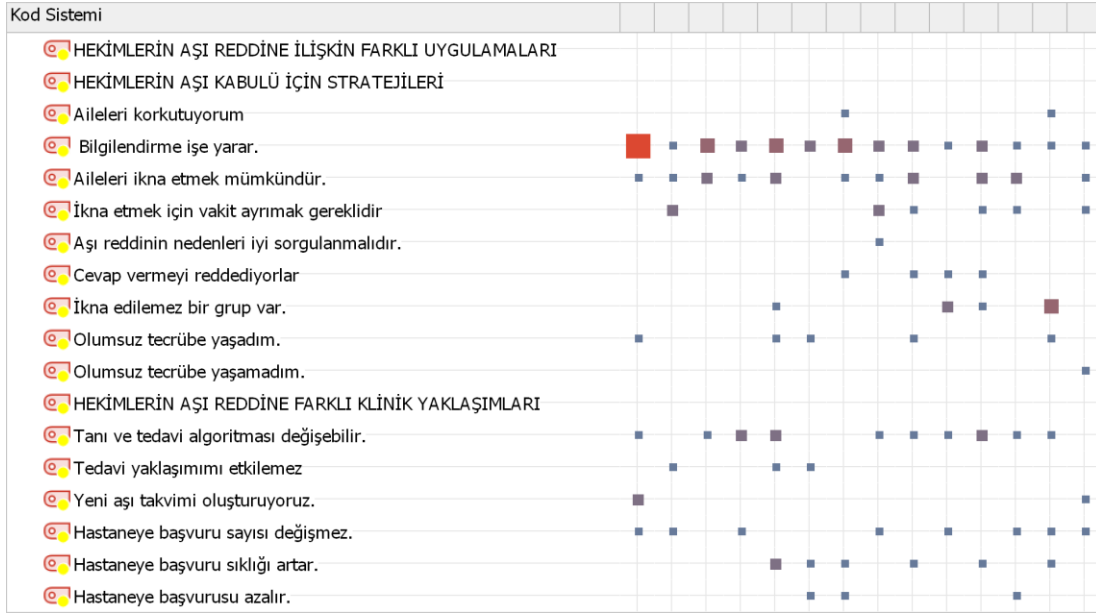 Kod Sistemi
HEKİMLERİN AŞI REDDİNE İLİŞKİN FARKLI UYGULAMALARI
HEKİMLERİN AŞI KABULÜ İÇİN STRATEJİLERİ
Aileleri korkutuyorum
Bilgilendirme işe yarar.
Aileleri ikna etmek mümkündür.
İkna etmek için vakit ayrımak gereklidir
Aşı reddinin nedenleri iyi sorgulanmalıdır.
Cevap vermeyi reddediyorlar
İkna edilemez bir grup var.
Olumsuz tecrübe yaşadım.
Olumsuz tecrübe yaşamadım.
HEKİMLERİN AŞI REDDİNE FARKLI KLİNİK YAKLAŞIMLARI
Tanı ve tedavi algoritması değişebilir.
Tedavi yaklaşımımı etkilemez
Yeni aşı takvimi oluşturuyoruz.
Hastaneye başvuru sayısı değişmez.
Hastaneye başvuru sıklığı artar.
Hastaneye başvurusu azalır.